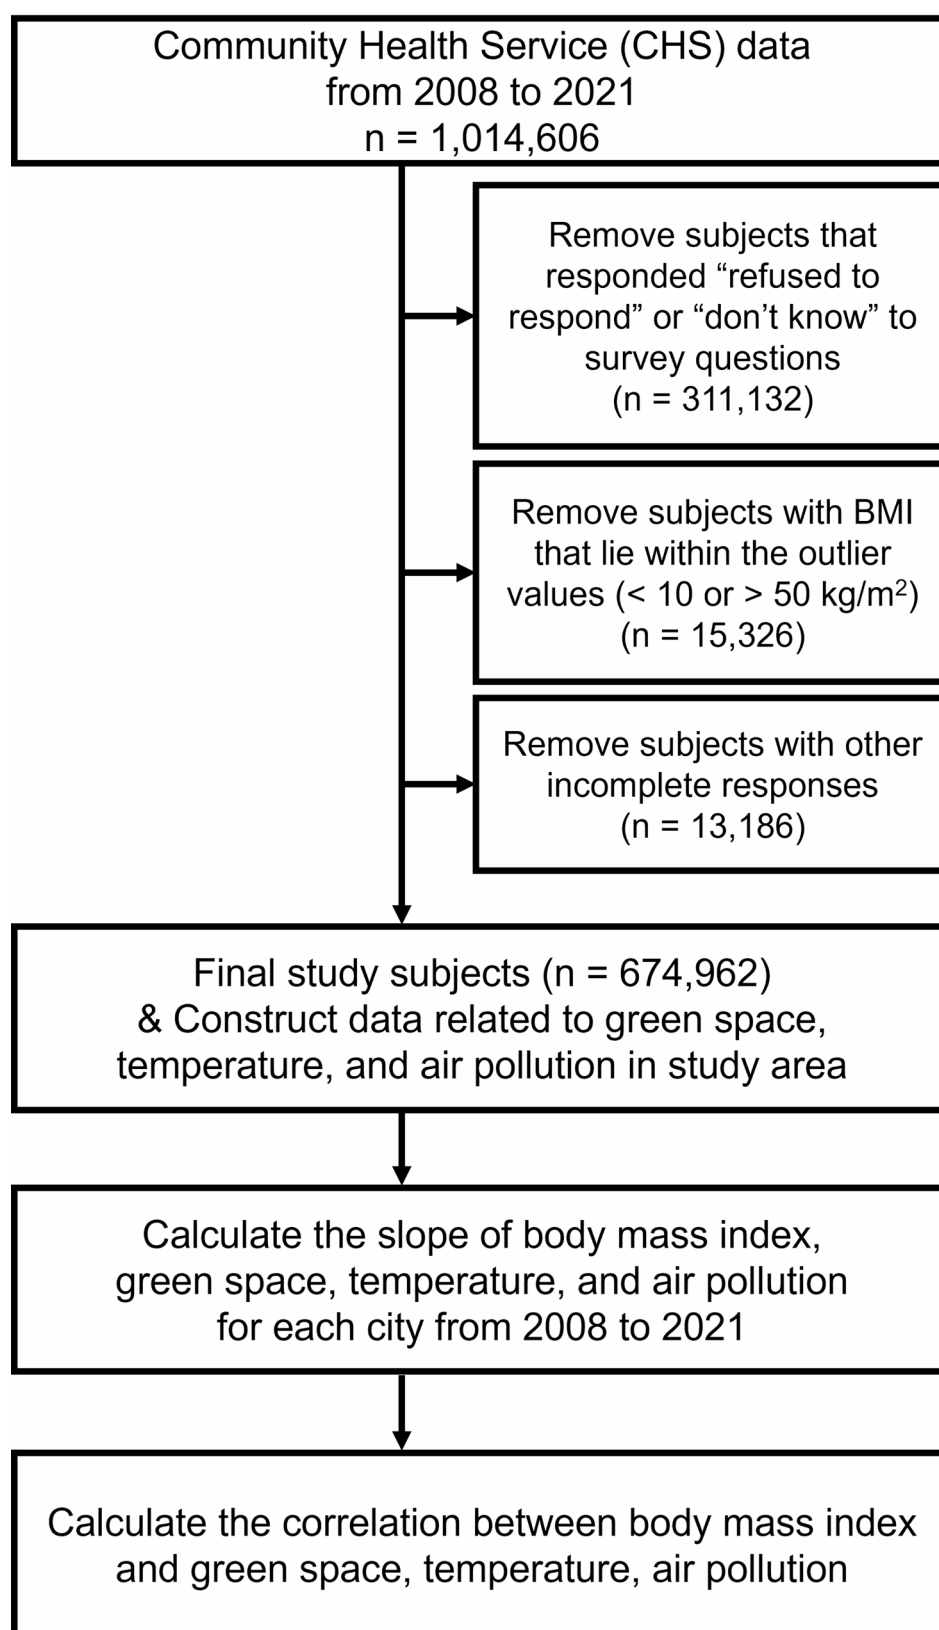 Community Health Service (CHS) data
from 2008 to 2021
n = 1,014,606
Remove subjects that
responded “refused to
respond” or “don’t know” to
survey questions
(n = 311,132)
Remove subjects with BMI
that lie within the outlier
values (< 10 or > 50 kg/m²)
(n = 15,326)
Remove subjects with other
incomplete responses
(n = 13,186)
Final study subjects (n = 674,962)
& Construct data related to green space,
temperature, and air pollution in study area
Calculate the slope of body mass index,
green space, temperature, and air pollution
for each city from 2008 to 2021
Calculate the correlation between body mass index
and green space, temperature, air pollution